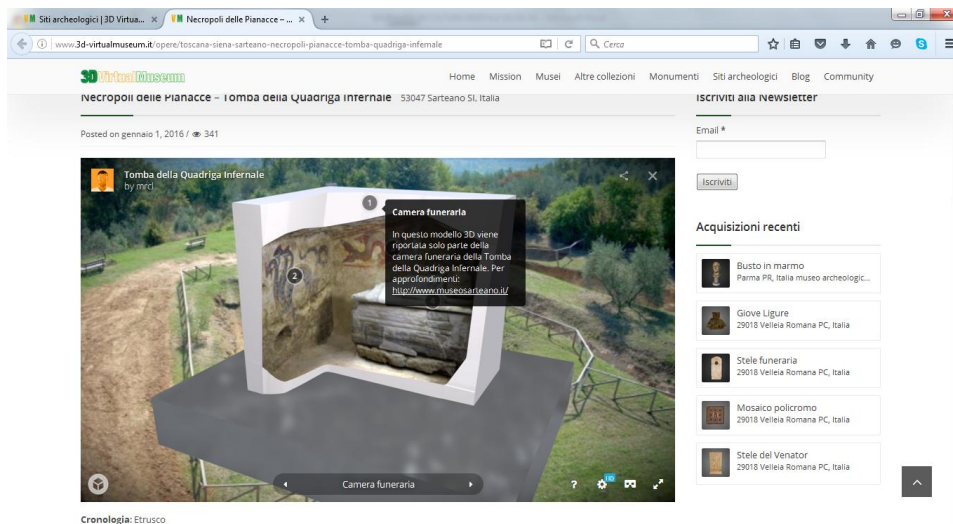 Siti archeologici | 3D Virtua...
Necropoli delle Pianacce – ...
www.3d-virtualmuseum.it/opere/toscana-siena-sarteano-necropoli-pianacce-tomba-quadriga-infernale
Cerca
3DVirtualMuseum
Home Mission Musei Altre collezioni Monumenti Siti archeologici Blog Community
Necropoli delle Pianacce – Tomba della Quadriga Infernale 53047 Sarteano SI, Italia
Posted on gennaio 1, 2016 / 341
Tomba della Quadriga Infernale
by mrcl
1
Camera funeraria
In questo modello 3D viene
riportata solo parte della
camera funeraria della Tomba
della Quadriga Infernale. Per
approfondimenti:
http://www.museosarteano.it/
2
4
Camera funeraria
?
HD
Cronologia: Etrusco
Iscriviti alla Newsletter
Email *
Iscriviti
Acquisizioni recenti
Busto in marmo
Parma PR, Italia museo archeologic...
Giove Ligure
29018 Velleia Romana PC, Italia
Stele funeraria
29018 Velleia Romana PC, Italia
Mosaico policromo
29018 Velleia Romana PC, Italia
Stele del Venator
29018 Velleia Romana PC, Italia